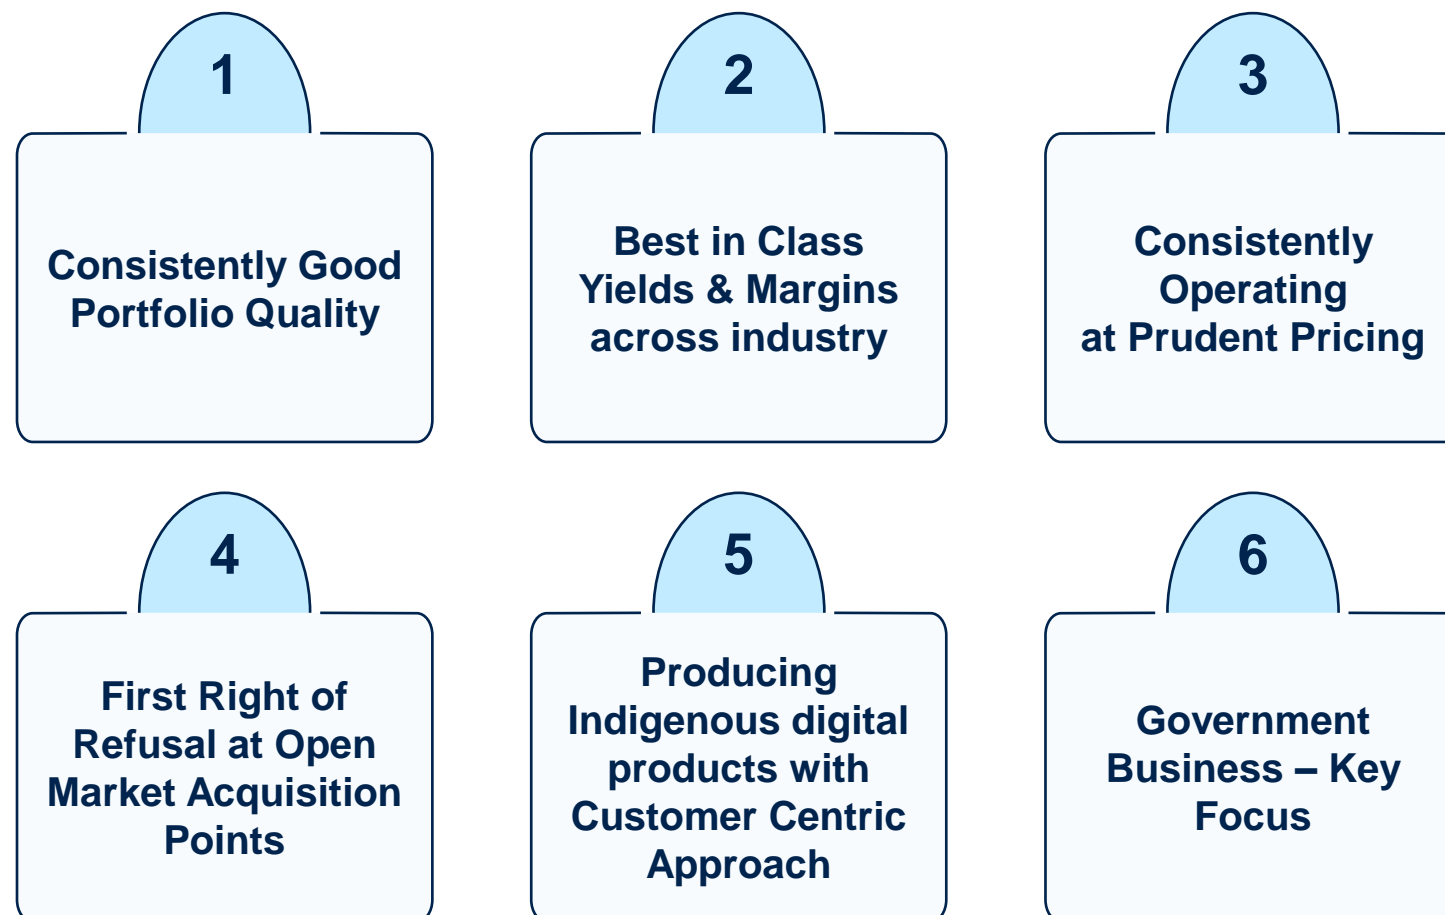 1
Consistently Good
Portfolio Quality
2
Best in Class
Yields & Margins
across industry
3
Consistently
Operating
at Prudent Pricing
4
First Right of
Refusal at Open
Market Acquisition
Points
5
Producing
Indigenous digital
products with
Customer Centric
Approach
6
Government
Business – Key
Focus